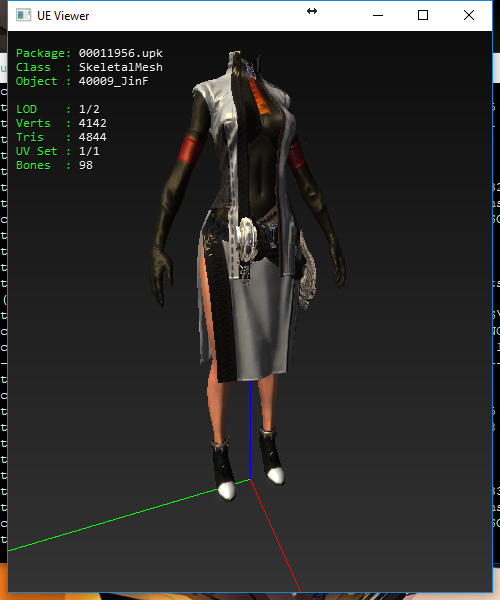 UE Viewer
Package: 00011956.upk
Class : SkeletalMesh
Object : 40009_JinF
LOD : 1/2
Verts : 4142
Tris : 4844
UV Set : 1/1
Bones : 98